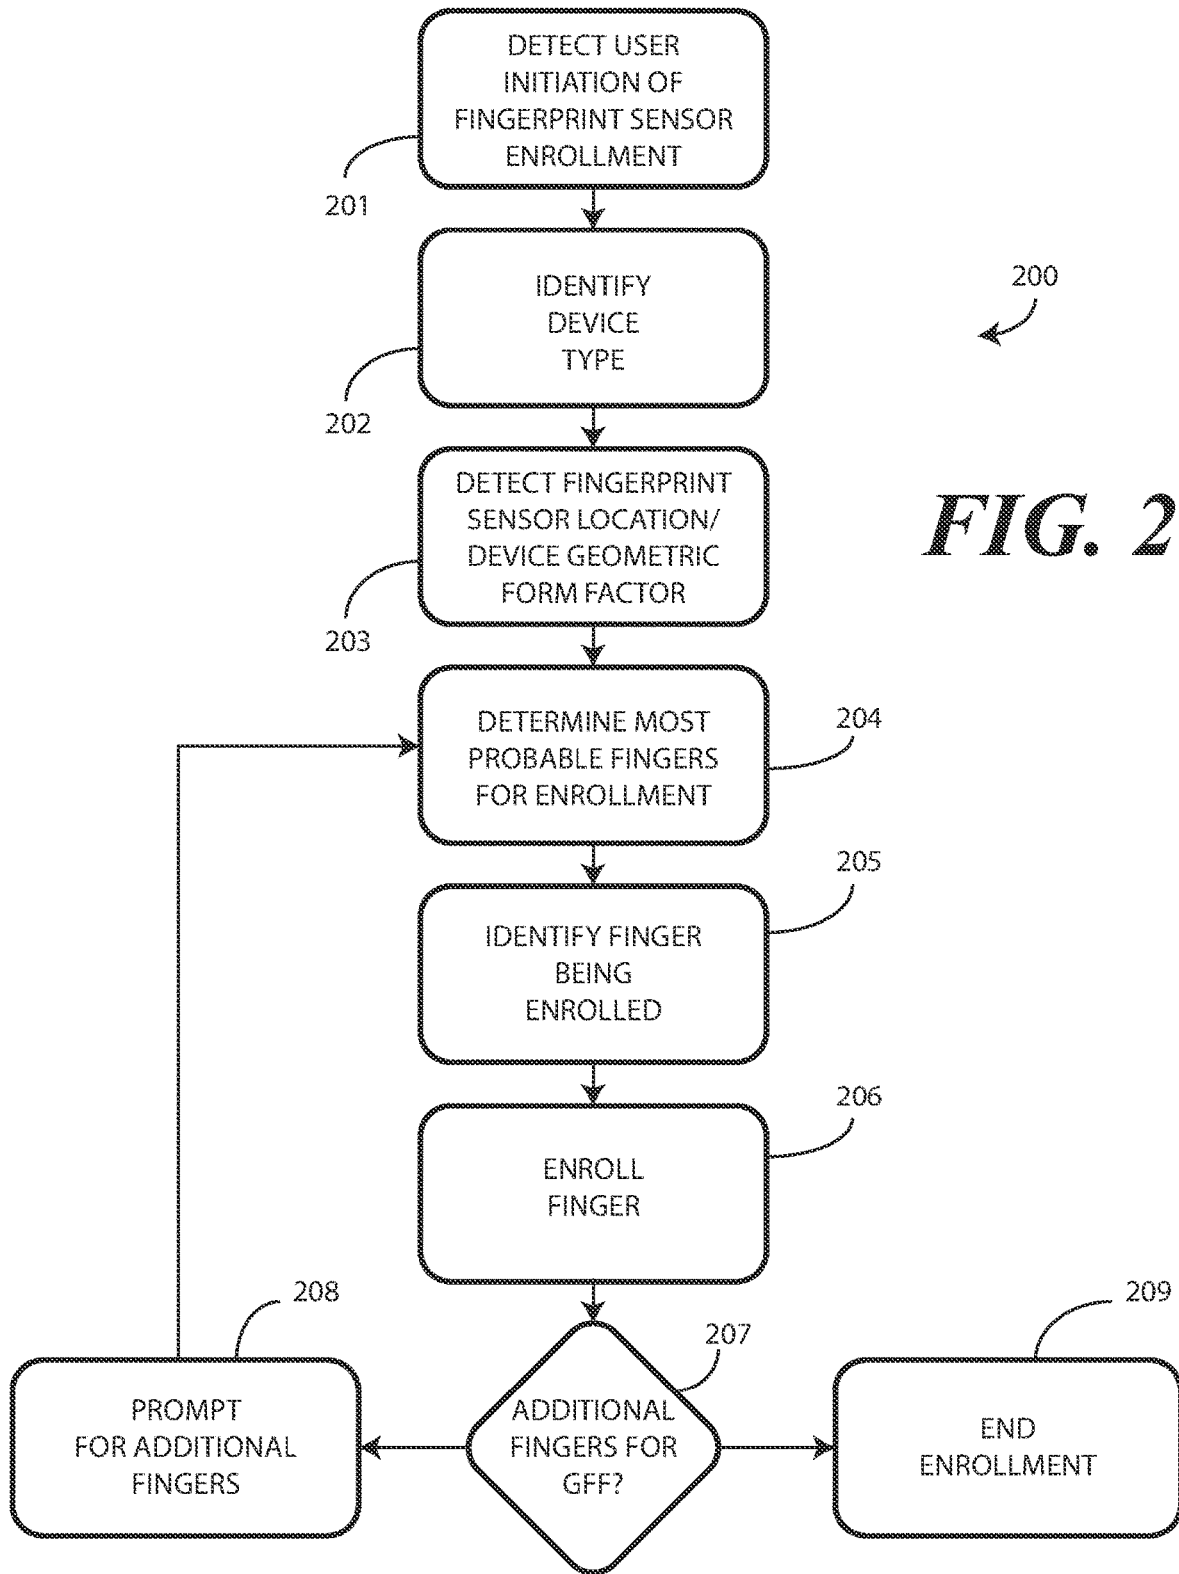 DETECT USER
INITIATION OF
FINGERPRINT SENSOR
ENROLLMENT
201
IDENTIFY
DEVICE
TYPE
202
200
FIG. 2
DETECT FINGERPRINT
SENSOR LOCATION/
DEVICE GEOMETRIC
FORM FACTOR
203
DETERMINE MOST
PROBABLE FINGERS
FOR ENROLLMENT
204
IDENTIFY FINGER
BEING
ENROLLED
205
ENROLL
FINGER
206
ADDITIONAL
FINGERS FOR
GFF?
207
PROMPT
FOR ADDITIONAL
FINGERS
208
END
ENROLLMENT
209